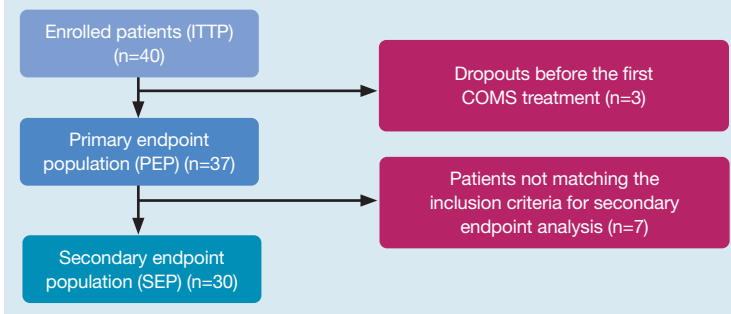 Enrolled patients (ITTP)
(n=40)
Dropouts before the first
COMS treatment (n=3)
Primary endpoint
population (PEP) (n=37)
Patients not matching the
inclusion criteria for secondary
endpoint analysis (n=7)
Secondary endpoint
population (SEP) (n=30)